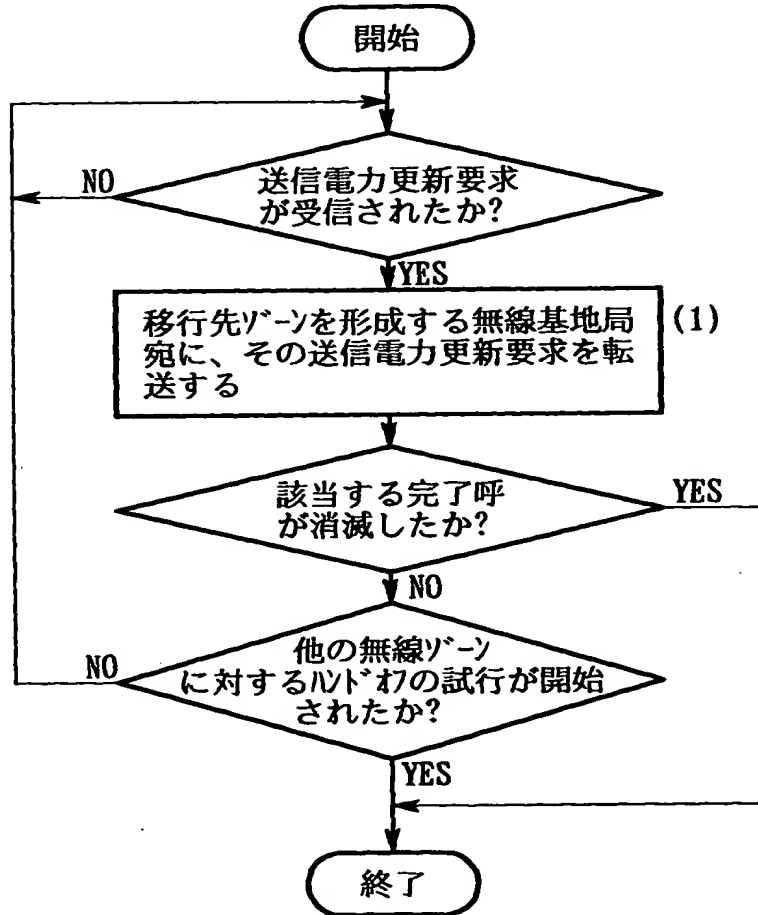 開始
NO
送信電力更新要求
が受信されたか?
YES
移行先ｿﾞｰﾝを形成する無線基地局
宛に、その送信電力更新要求を転
送する
(1)
該当する完了呼
が消滅したか?
YES
NO
他の無線ｿﾞｰﾝ
に対するﾊﾝﾄﾞｵﾌの試行が開始
されたか?
NO
YES
終了